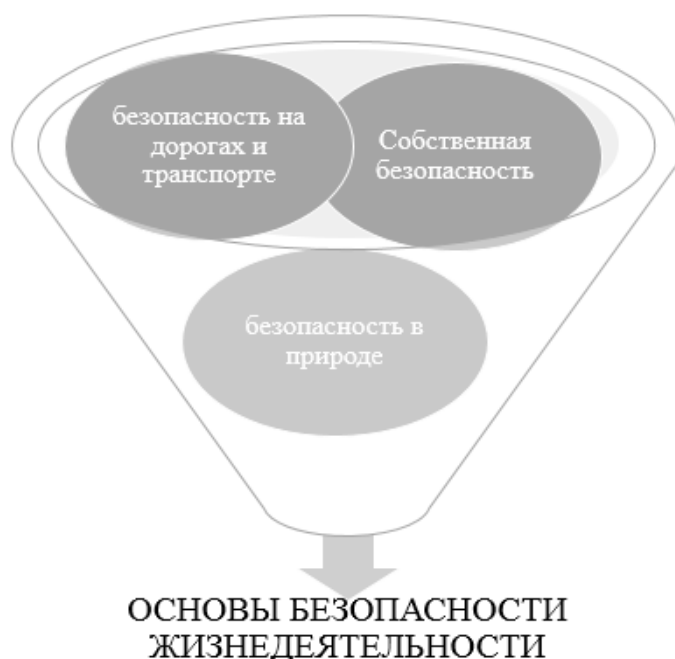 безопасность на
дорогах и
транспорте
Собственная
безопасность
безопасность в
природе
ОСНОВЫ БЕЗОПАСНОСТИ
ЖИЗНЕДЕЯТЕЛЬНОСТИ